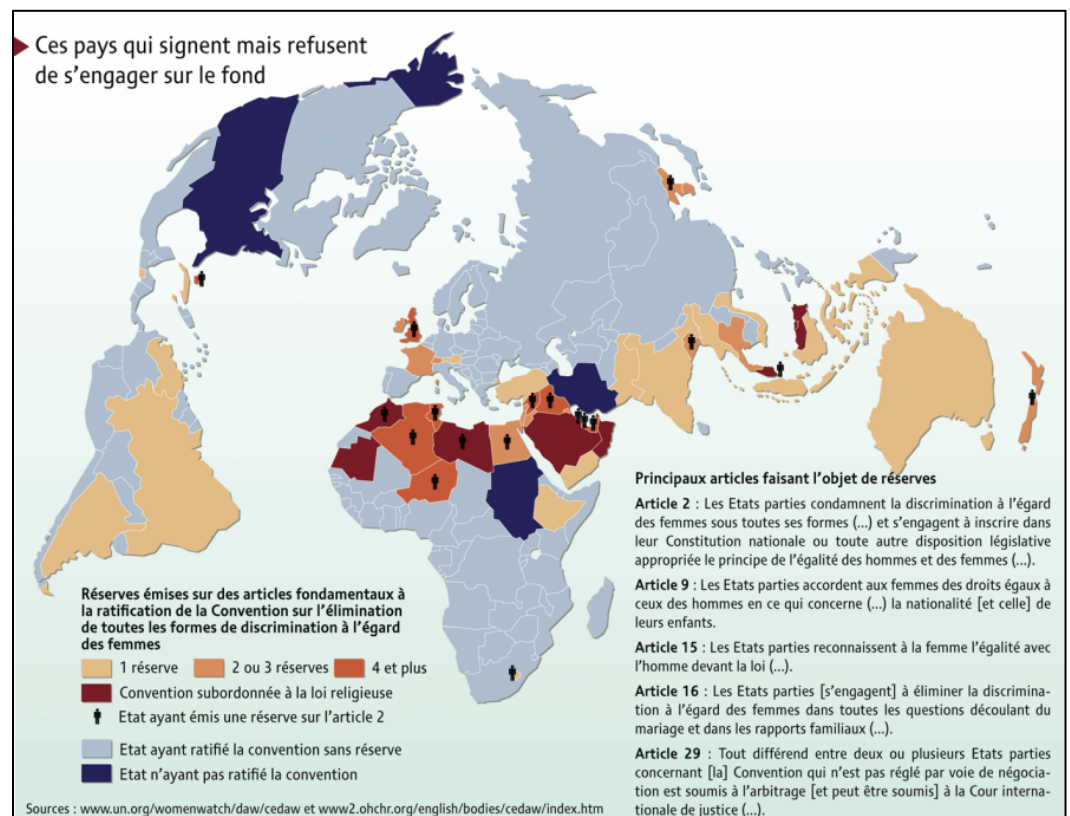 Ces pays qui signent mais refusent
de s'engager sur le fond
Réserves émises sur des articles fondamentaux à
la ratification de la Convention sur l'élimination
de toutes les formes de discrimination à l'égard
des femmes
1 réserve
2 ou 3 réserves
4 et plus
Convention subordonnée à la loi religieuse
Etat ayant émis une réserve sur l'article 2
Etat ayant ratifié la convention sans réserve
Etat n'ayant pas ratifié la convention
Sources : www.un.org/womenwatch/daw/cedaw et www2.ohchr.org/english/bodies/cedaw/index.htm
Principaux articles faisant l'objet de réserves
Article 2 : Les Etats parties condamnent la discrimination à l'égard
des femmes sous toutes ses formes (...) et s'engagent à inscrire dans
leur Constitution nationale ou toute autre disposition législative
appropriée le principe de l'égalité des hommes et des femmes (...).
Article 9 : Les Etats parties accordent aux femmes des droits égaux à
ceux des hommes en ce qui concerne (...) la nationalité [et celle] de
leurs enfants.
Article 15 : Les Etats parties reconnaissent à la femme l'égalité avec
l'homme devant la loi (...).
Article 16 : Les Etats parties [s'engagent] à éliminer la discrimina-
tion à l'égard des femmes dans toutes les questions découlant du
mariage et dans les rapports familiaux (...).
Article 29 : Tout différend entre deux ou plusieurs Etats parties
concernant [la] Convention qui n'est pas réglé par voie de négocia-
tion est soumis à l'arbitrage [et peut être soumis] à la Cour interna-
tionale de justice (...).